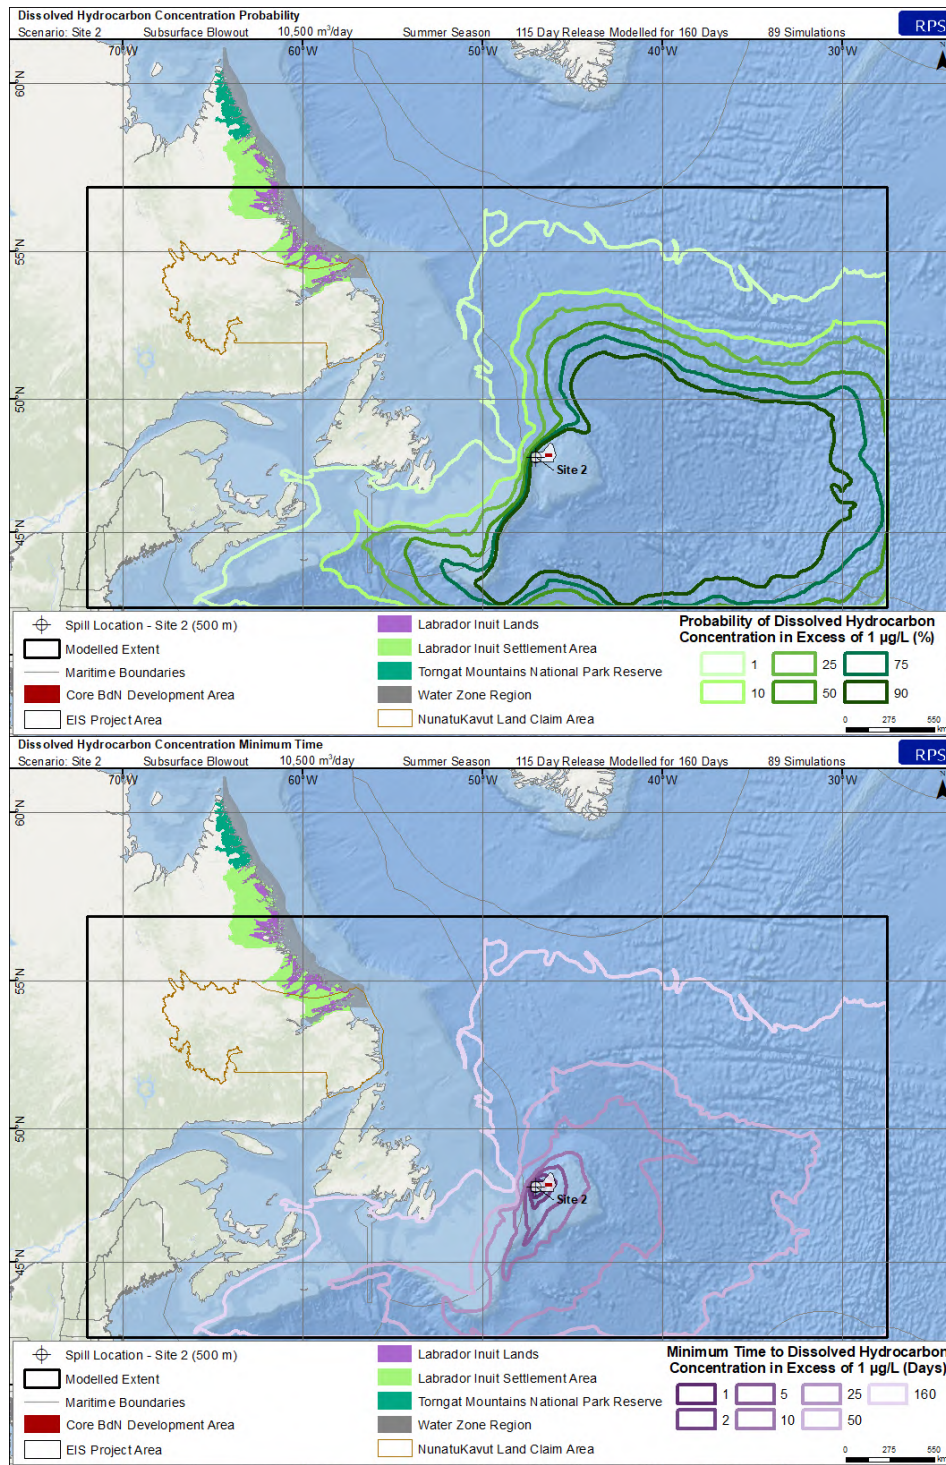 Dissolved Hydrocarbon Concentration Probability
Scenario: Site 2 Subsurface Blowout 10,500 m³/day Summer Season 115 Day Release Modelled for 160 Days 89 Simulations
RPS
70°W 60°W 50°W 40°W 30°W
N
60°N
55°N
50°N
45°N
Site 2
Spill Location - Site 2 (500 m)
Modelled Extent
Maritime Boundaries
Core BdN Development Area
EIS Project Area
Labrador Inuit Lands
Labrador Inuit Settlement Area
Torngat Mountains National Park Reserve
Water Zone Region
NunatuKavut Land Claim Area
Probability of Dissolved Hydrocarbon
Concentration in Excess of 1 µg/L (%)
1 25 75
10 50 90
0 275 550
km
Dissolved Hydrocarbon Concentration Minimum Time
Scenario: Site 2 Subsurface Blowout 10,500 m³/day Summer Season 115 Day Release Modelled for 160 Days 89 Simulations
RPS
70°W 60°W 50°W 40°W 30°W
N
60°N
55°N
50°N
45°N
Site 2
Spill Location - Site 2 (500 m)
Modelled Extent
Maritime Boundaries
Core BdN Development Area
EIS Project Area
Labrador Inuit Lands
Labrador Inuit Settlement Area
Torngat Mountains National Park Reserve
Water Zone Region
NunatuKavut Land Claim Area
Minimum Time to Dissolved Hydrocarbon
Concentration in Excess of 1 µg/L (Days)
1 5 25 160
2 10 50
0 275 550
km